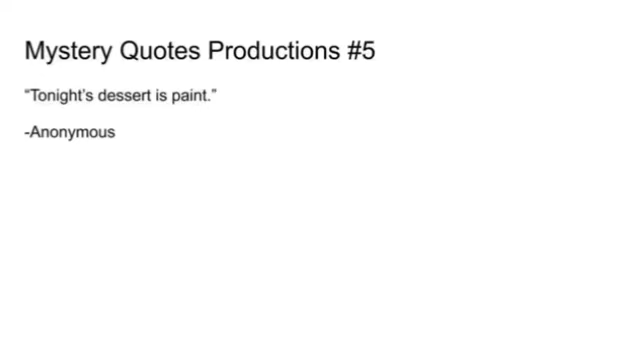 Mystery Quotes Productions #5
“Tonight’s dessert is paint.”
-Anonymous